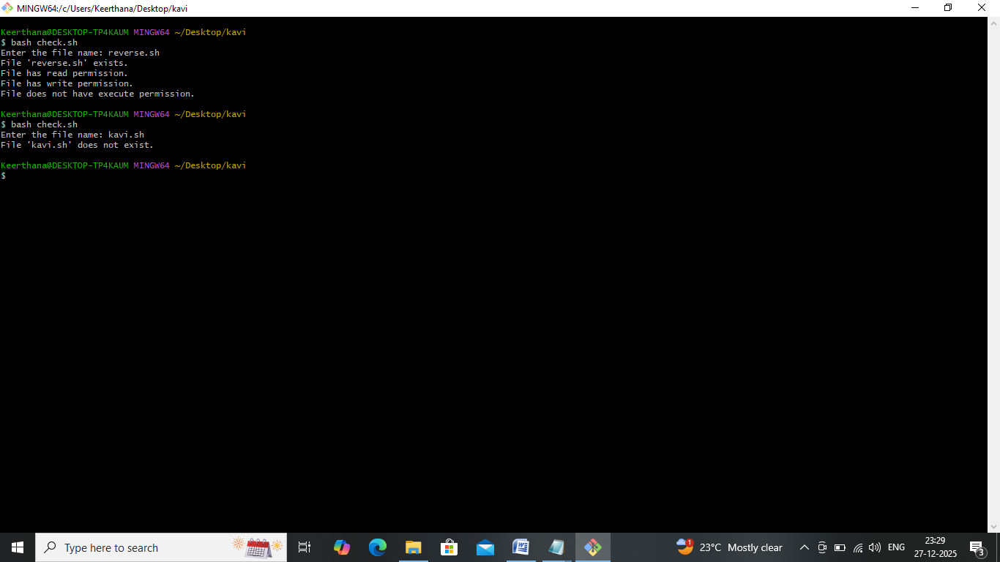 MINGW64:/c/Users/Keerthana/Desktop/kavi
Keerthana@DESKTOP-TP4KAUM MINGW64 ~/Desktop/kavi
$ bash check.sh
Enter the file name: reverse.sh
File 'reverse.sh' exists.
File has read permission.
File has write permission.
File does not have execute permission.
Keerthana@DESKTOP-TP4KAUM MINGW64 ~/Desktop/kavi
$ bash check.sh
Enter the file name: kavi.sh
File 'kavi.sh' does not exist.
Keerthana@DESKTOP-TP4KAUM MINGW64 ~/Desktop/kavi
$
Type here to search
1
23°C Mostly clear
ENG
23:29
27-12-2025
3